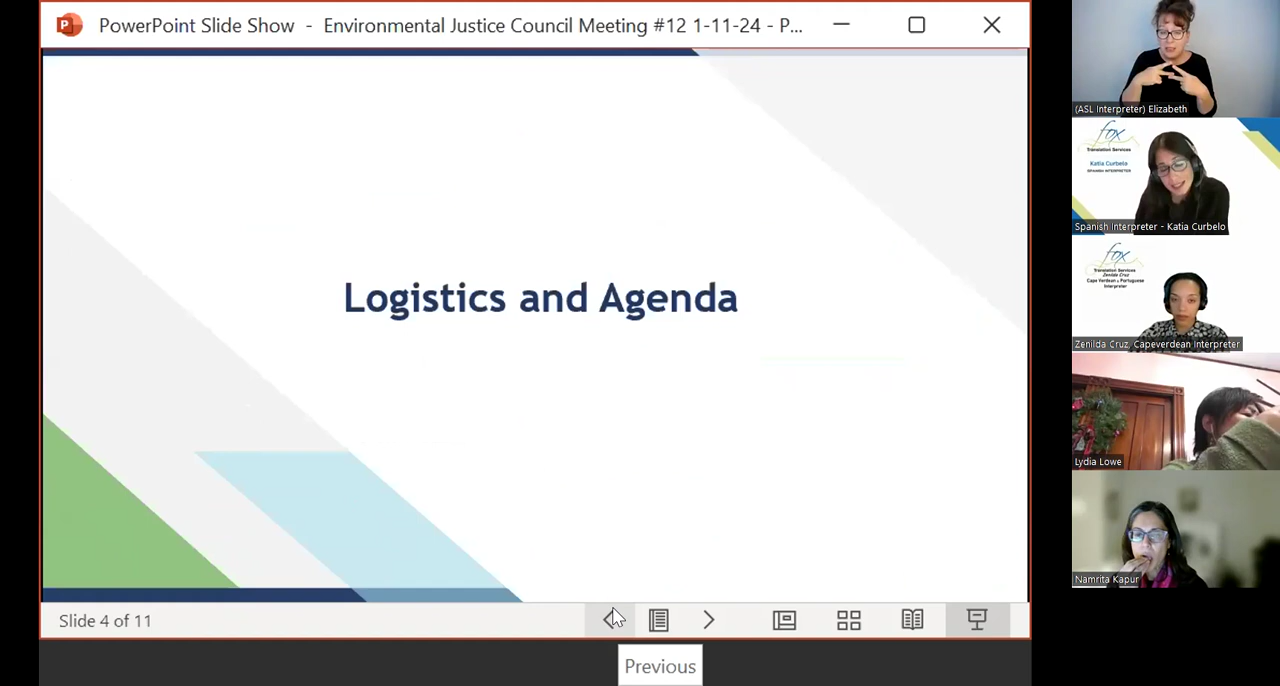 PowerPoint Slide Show - Environmental Justice Council Meeting #12 1-11-24 - P...
Logistics and Agenda
Slide 4 of 11
Previous
(ASL Interpreter) Elizabeth
fox
Translation Services
Katia Curbelo
SPANISH INTERPRETER
Spanish Interpreter - Katia Curbelo
fox
Translation Services
Zenilda Cruz
Cape Verdean & Portuguese
Interpreter
Zenilda Cruz, Capeverdean Interpreter
Lydia Lowe
Namrita Kapur